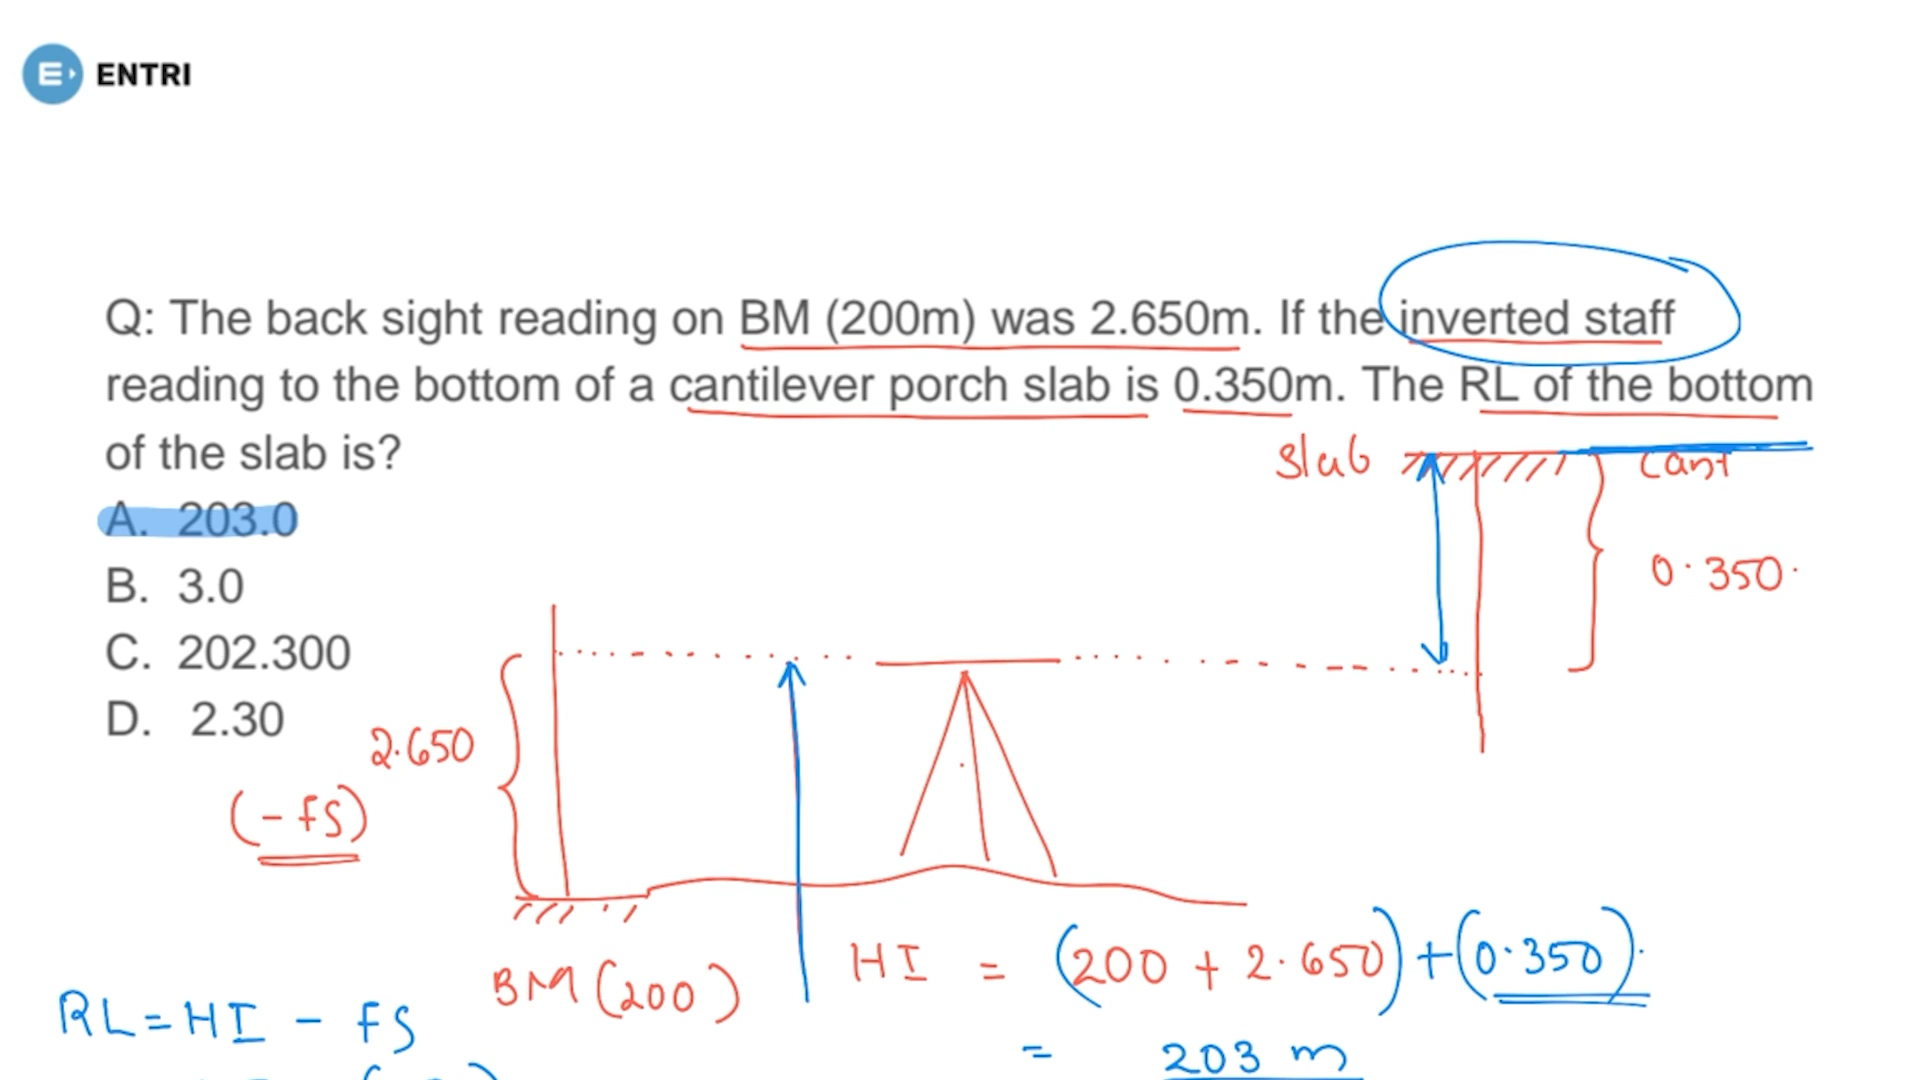 ENTRI
Q: The back sight reading on BM (200m) was 2.650m. If the inverted staff
reading to the bottom of a cantilever porch slab is 0.350m. The RL of the bottom
of the slab is?
slab
Cant
A. 203.0
B. 3.0
0.350.
C. 202.300
D. 2.30
2.650
(-FS)
BM (200)
HI = (200 + 2.650) + (0.350).
RL = HI - FS
= 203 m